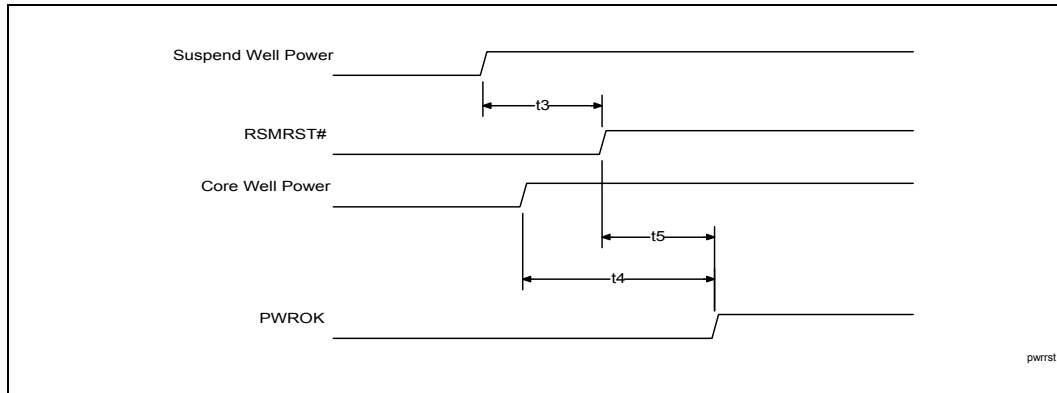 Suspend Well Power
t3
RSMRST#
Core Well Power
t5
t4
PWROK
pwrrst